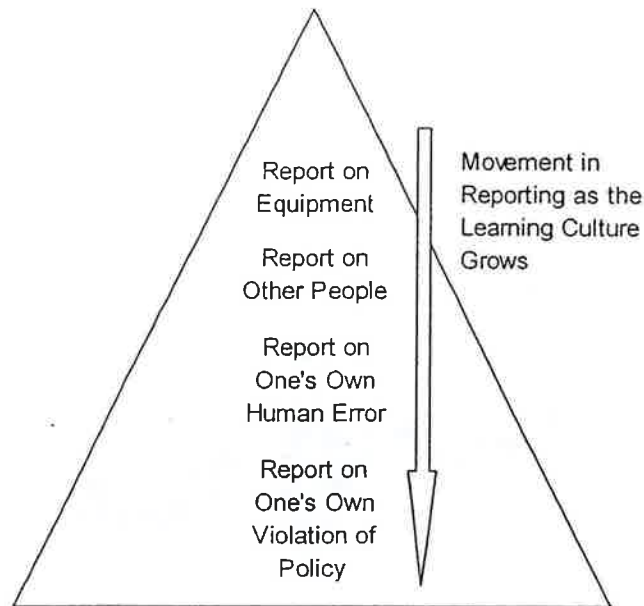 Report on
Equipment
Report on
Other People
Report on
One's Own
Human Error
Report on
One's Own
Violation of
Policy
Movement in
Reporting as the
Learning Culture
Grows